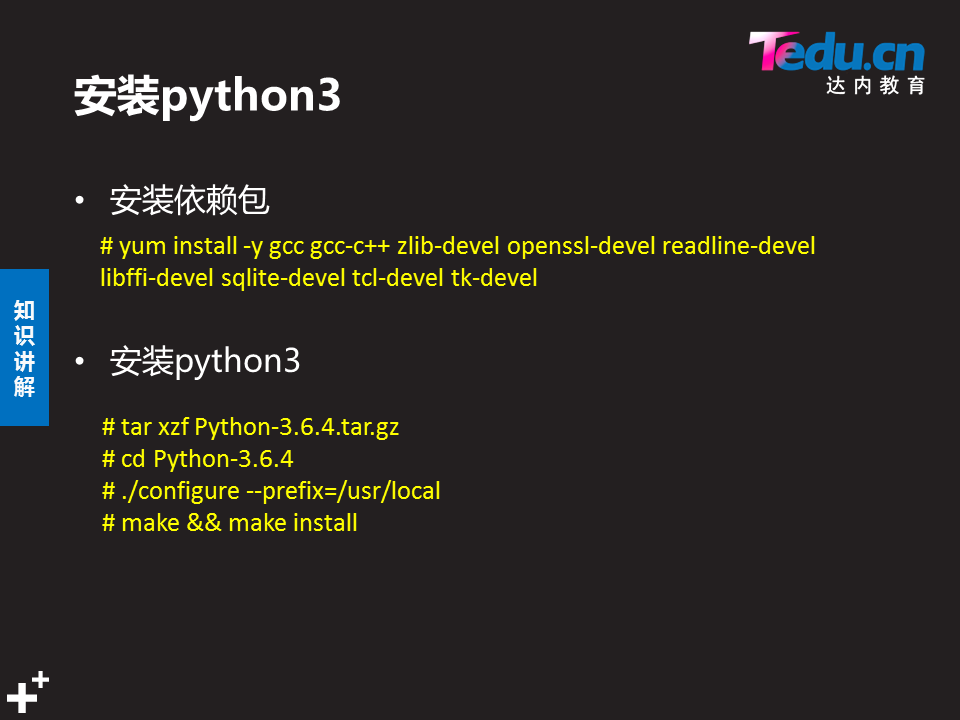 Tedu.cn
达内教育
安装python3
• 安装依赖包
# yum install -y gcc gcc-c++ zlib-devel openssl-devel readline-devel
libffi-devel sqlite-devel tcl-devel tk-devel
知识讲解
• 安装python3
# tar xzf Python-3.6.4.tar.gz
# cd Python-3.6.4
# ./configure --prefix=/usr/local
# make && make install